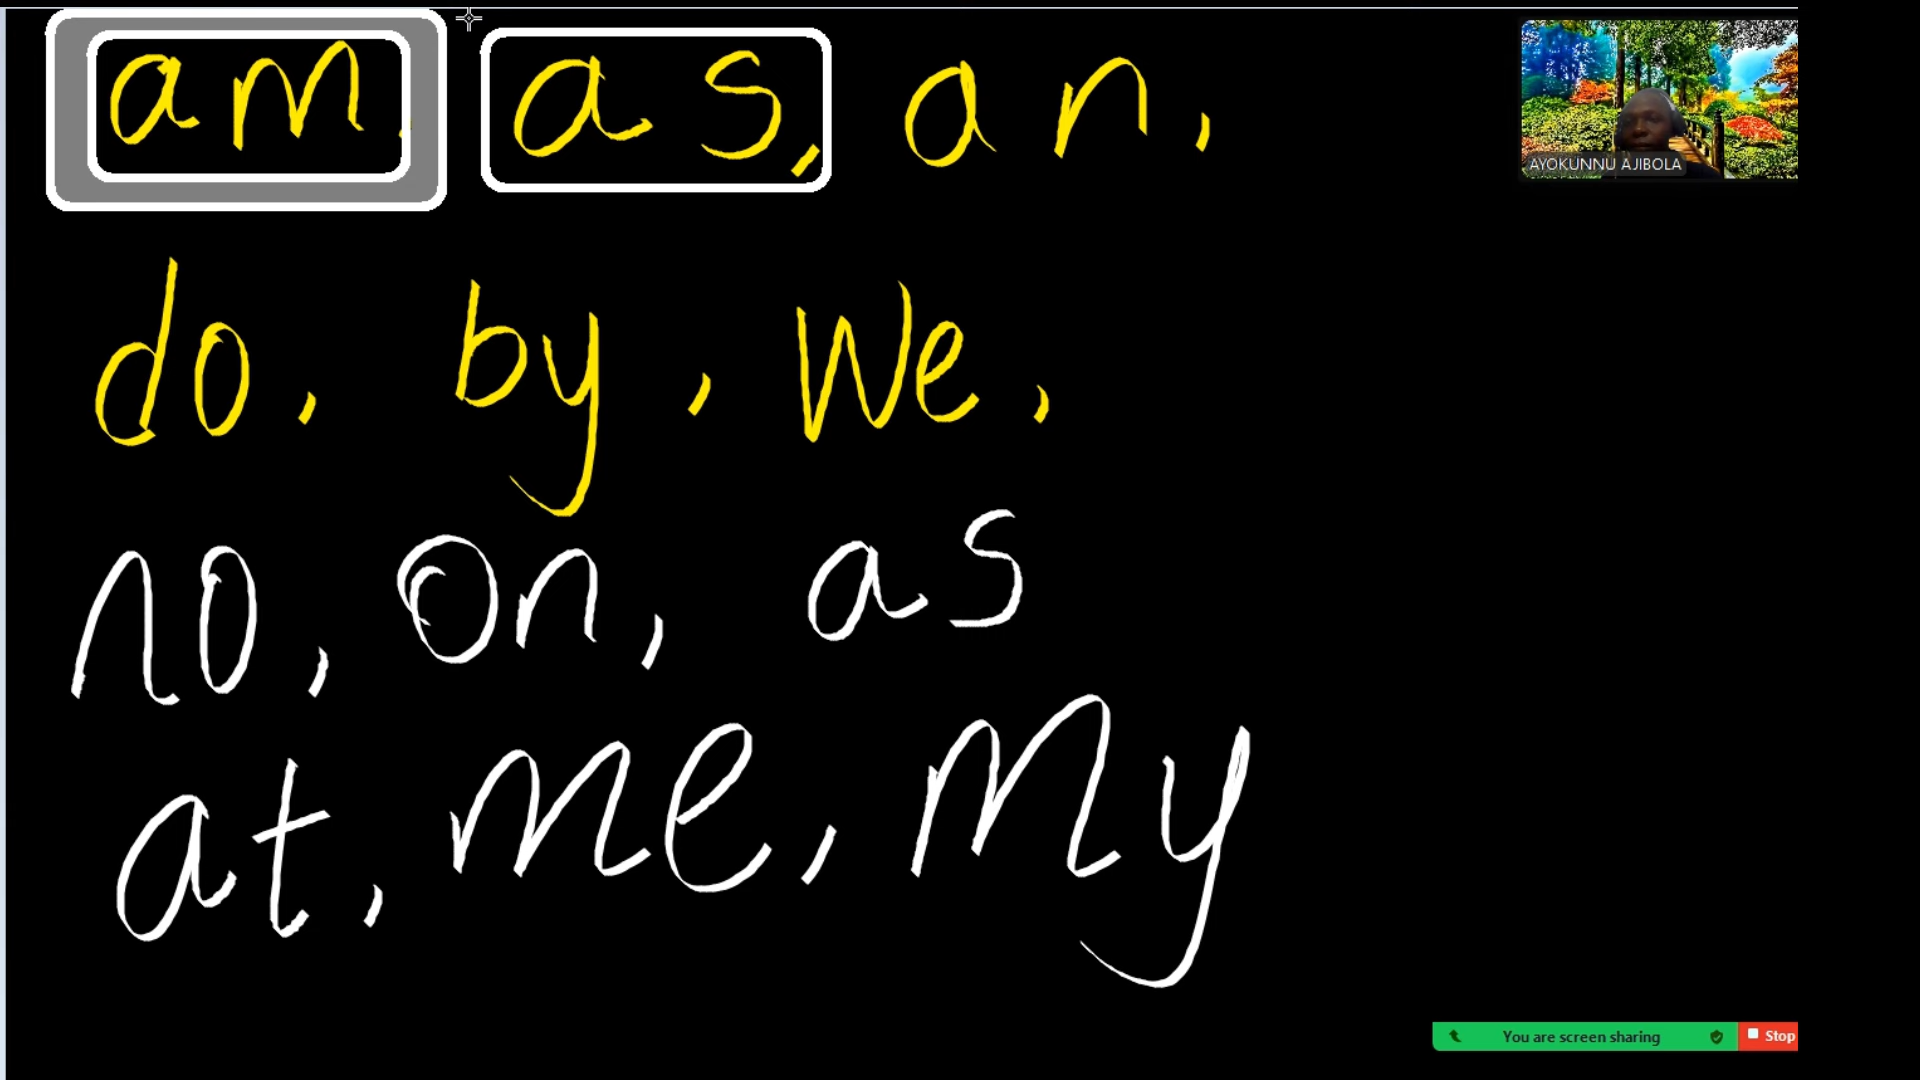 am, as, an,
AYOKUNNU AJIBOLA
do, by, we,
no, on, as
at, me, my
You are screen sharing
Stop